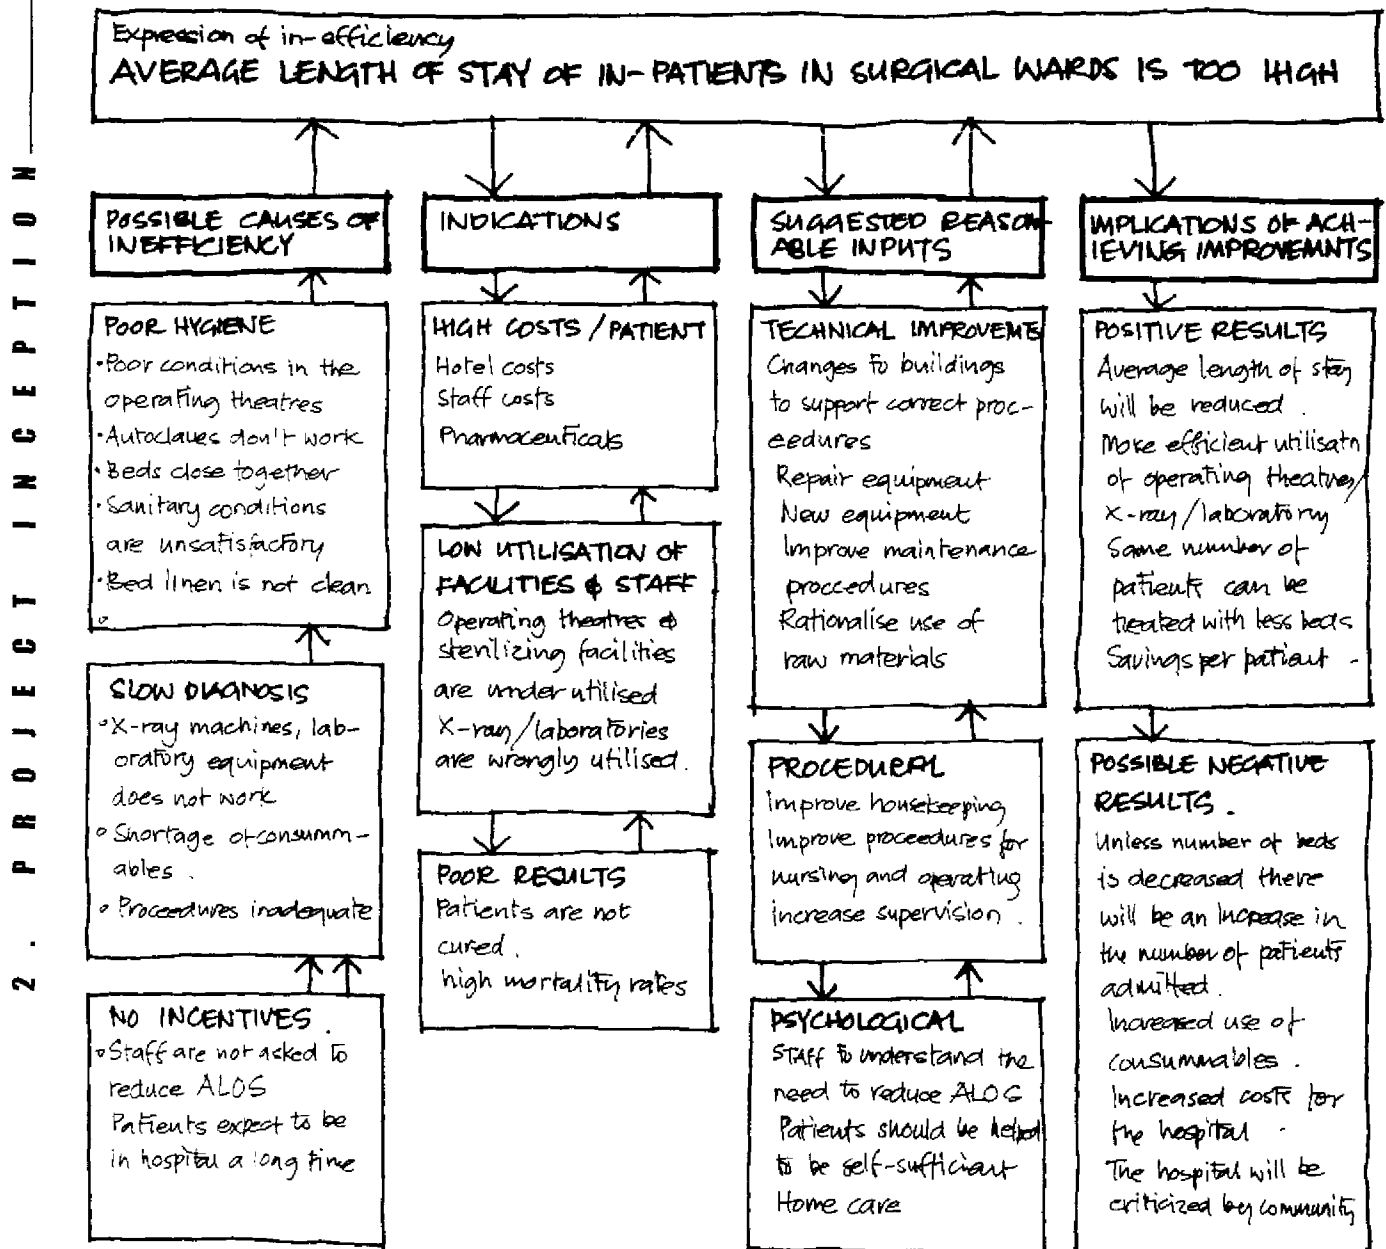 2. PROJECT INCEPTION
Expression of in-efficiency
AVERAGE LENGTH OF STAY OF IN-PATIENTS IN SURGICAL WARDS IS TOO HIGH
POSSIBLE CAUSES OF
INEFFICIENCY
POOR HYGIENE
• Poor conditions in the
operating theatres
• Autoclaves don't work
• Beds close together
• Sanitary conditions
are unsatisfactory
• Bed linen is not clean
SLOW DIAGNOSIS
° X-ray machines, lab-
oratory equipment
does not work
° Shortage of consumm-
ables.
° Proceedures inadequate
NO INCENTIVES.
° Staff are not asked to
reduce ALOS
Patients expect to be
in hospital a long time
INDICATIONS
HIGH COSTS / PATIENT
Hotel costs
Staff costs
Pharmaceuticals
LOW UTILISATION OF
FACILITIES & STAFF
Operating theatres &
sterilizing facilities
are under utilised
X-ray/laboratories
are wrongly utilised.
POOR RESULTS
Patients are not
cured.
high mortality rates
SUGGESTED REASON-
ABLE INPUTS
TECHNICAL IMPROVEME
Changes to buildings
to support correct proc-
eedures
Repair equipment
New equipment
Improve maintenance
proccedures
Rationalise use of
raw materials
PROCEDURAL
improve housekeeping
Improve proceedures for
nursing and operating
increase supervision.
PSYCHOLOGICAL
STAFF to understand the
need to reduce ALOS
Patients should be helped
to be self-sufficient
Home care
IMPLICATIONS OF ACH-
IEVING IMPROVEMNTS
POSITIVE RESULTS
Average length of stay
will be reduced.
More efficient utilisatn
of operating theatres/
X-ray/laboratory
Same number of
patients can be
treated with less beds
Savings per patient -
POSSIBLE NEGATIVE
RESULTS.
Unless number of beds
is decreased there
will be an increase in
the number of patients
admitted.
Increased use of
consummables.
Increased costs for
the hospital -
The hospital will be
criticized by community